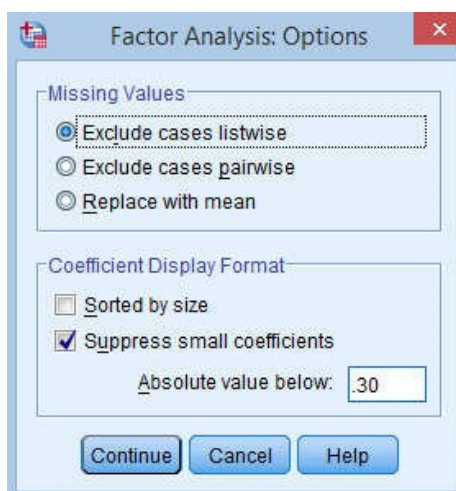 Factor Analysis: Options
Missing Values
Exclude cases listwise
Exclude cases pairwise
Replace with mean
Coefficient Display Format
Sorted by size
Suppress small coefficients
Absolute value below: .30
Continue Cancel Help